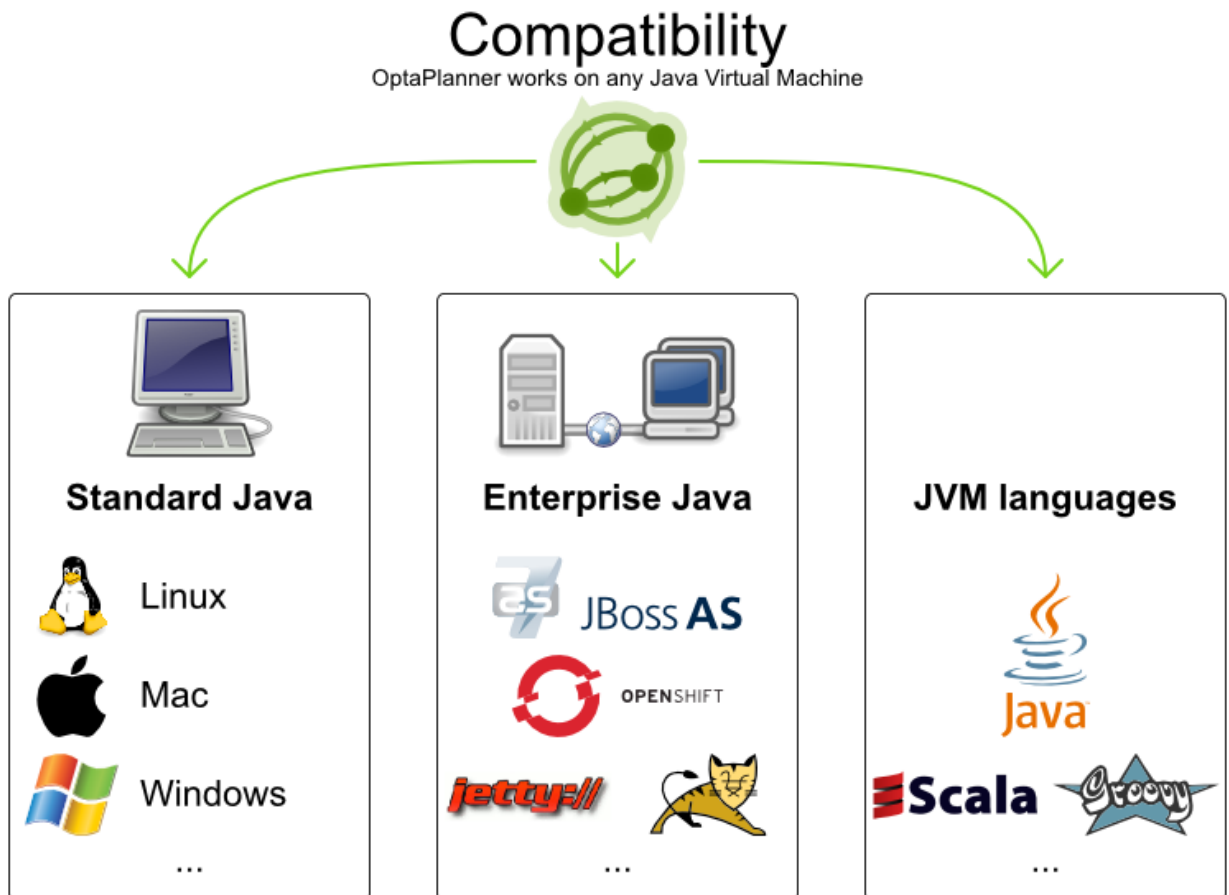 Compatibility
OptaPlanner works on any Java Virtual Machine
Standard Java
Linux
Mac
Windows
...
Enterprise Java
JBoss AS
OPENSHIFT
jetty://
...
JVM languages
Java
Scala
Groovy
...